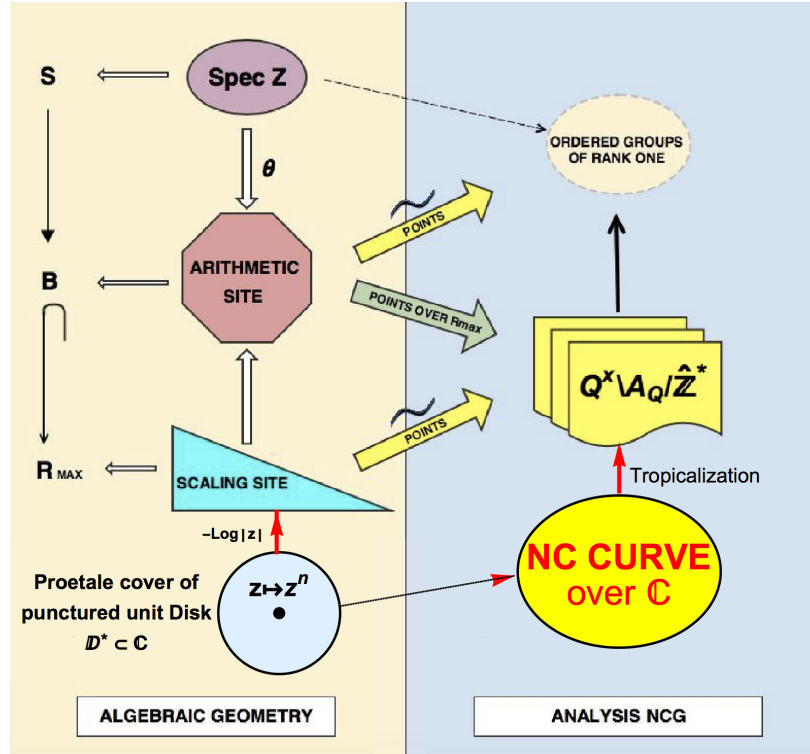 S
Spec Z
ORDERED GROUPS
OF RANK ONE
θ
POINTS
B
ARITHMETIC
SITE
POINTS OVER Rmax
Q^x\A_Q/Ẑ^*
POINTS
R MAX
SCALING SITE
Tropicalization
–Log|z|
NC CURVE
over ℂ
z↦z^n
Proetale cover of
punctured unit Disk
𝔻* ⊂ ℂ
ALGEBRAIC GEOMETRY
ANALYSIS NCG